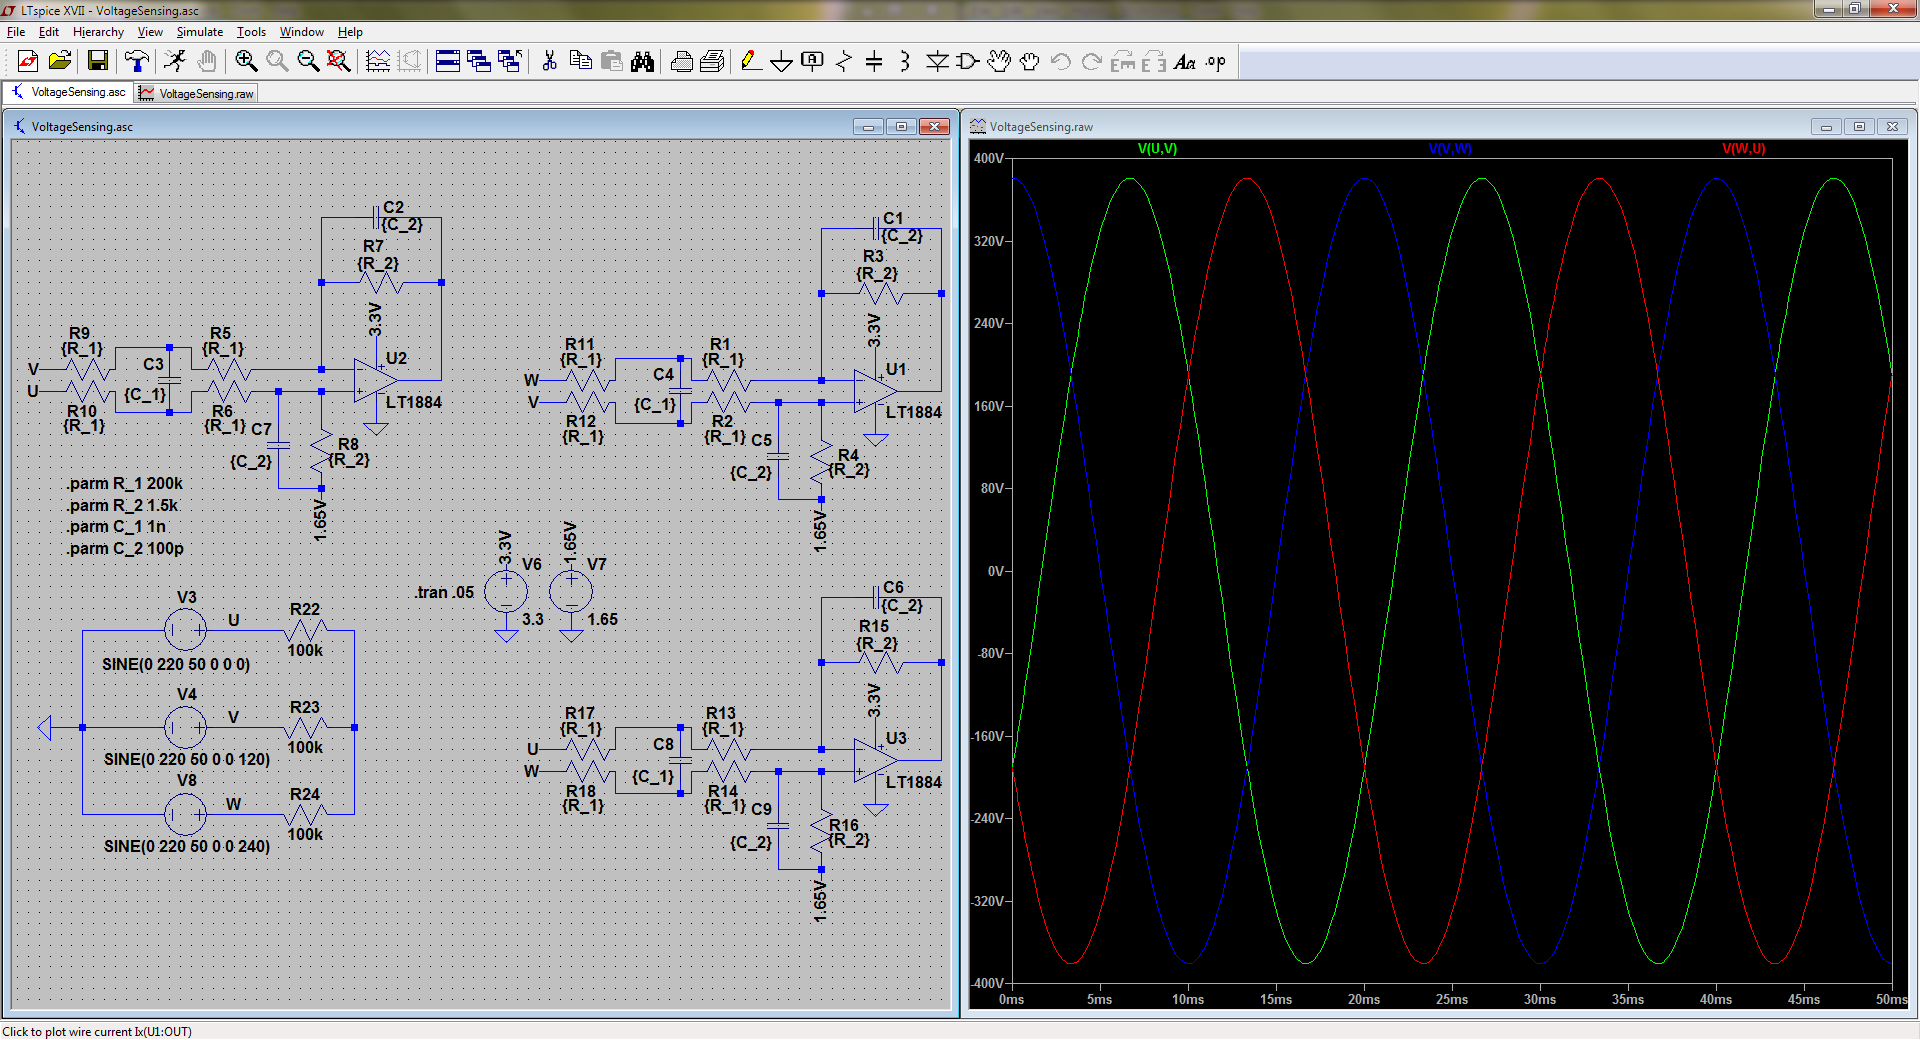 LTspice XVII - VoltageSensing.asc
File Edit Hierarchy View Simulate Tools Window Help
Aa .op
VoltageSensing.asc VoltageSensing.raw
VoltageSensing.asc
C2
{C_2}
R7
{R_2}
3.3V
R9
{R_1}
R5
{R_1}
C3
{C_1}
V
U
R10
{R_1}
R6
{R_1}
U2
LT1884
C7
{C_2}
R8
{R_2}
1.65V
.parm R_1 200k
.parm R_2 1.5k
.parm C_1 1n
.parm C_2 100p
C1
{C_2}
R3
{R_2}
3.3V
R11
{R_1}
R1
{R_1}
C4
{C_1}
W
V
R12
{R_1}
R2
{R_1}
U1
LT1884
C5
{C_2}
R4
{R_2}
1.65V
3.3V
V6
3.3
1.65V
V7
1.65
.tran .05
V3
U
R22
100k
SINE(0 220 50 0 0 0)
V4
V
R23
100k
SINE(0 220 50 0 0 120)
V8
W
R24
100k
SINE(0 220 50 0 0 240)
C6
{C_2}
R15
{R_2}
3.3V
R17
{R_1}
R13
{R_1}
C8
{C_1}
U
W
R18
{R_1}
R14
{R_1}
U3
LT1884
C9
{C_2}
R16
{R_2}
1.65V
VoltageSensing.raw
V(U,V) V(V,W) V(W,U)
400V
320V
240V
160V
80V
0V
-80V
-160V
-240V
-320V
-400V
0ms 5ms 10ms 15ms 20ms 25ms 30ms 35ms 40ms 45ms 50ms
Click to plot wire current Ix(U1:OUT)